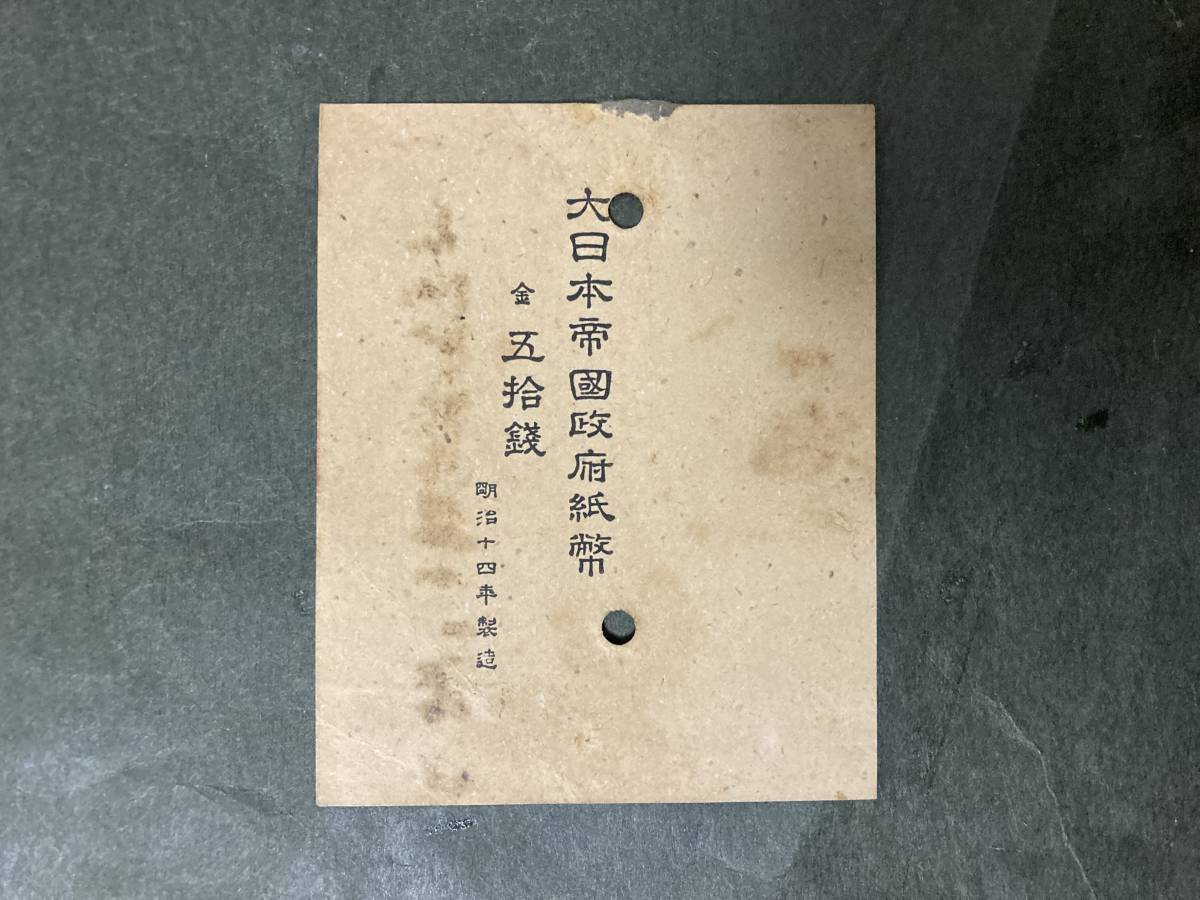 大日本帝國政府紙幣
金五拾錢
明治十四年製造